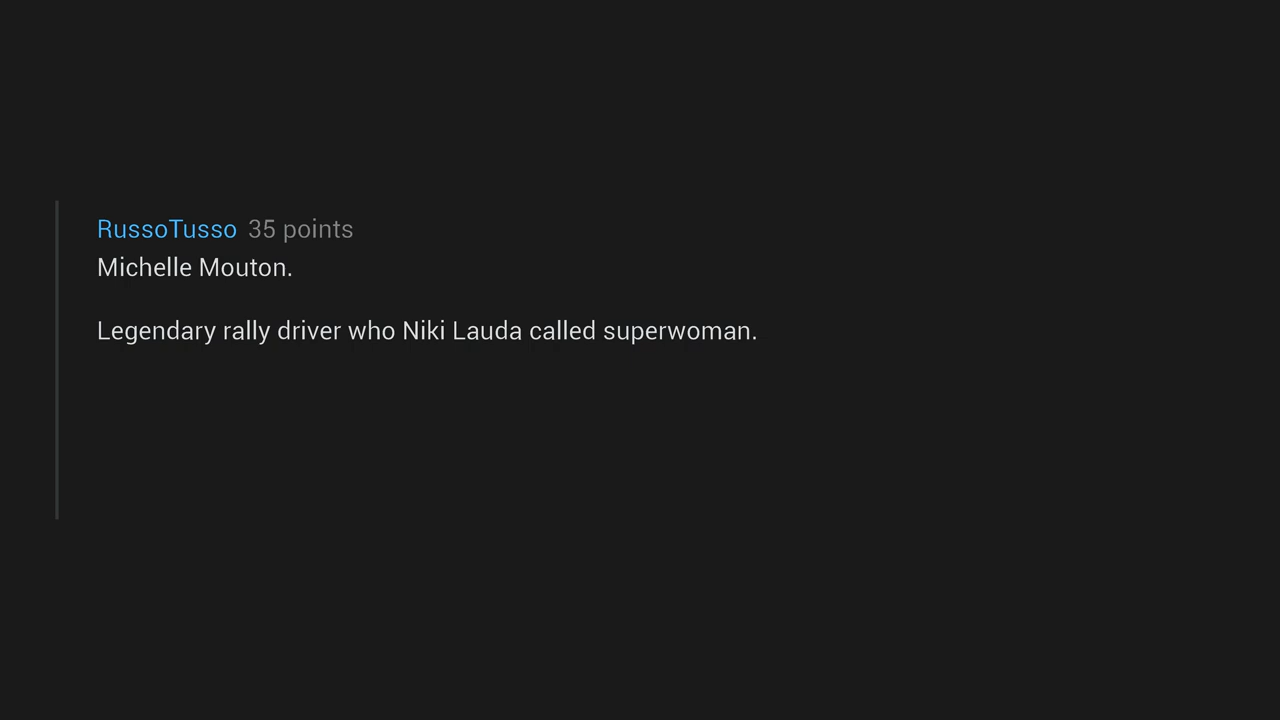 RussoTusso 35 points
Michelle Mouton.
Legendary rally driver who Niki Lauda called superwoman.